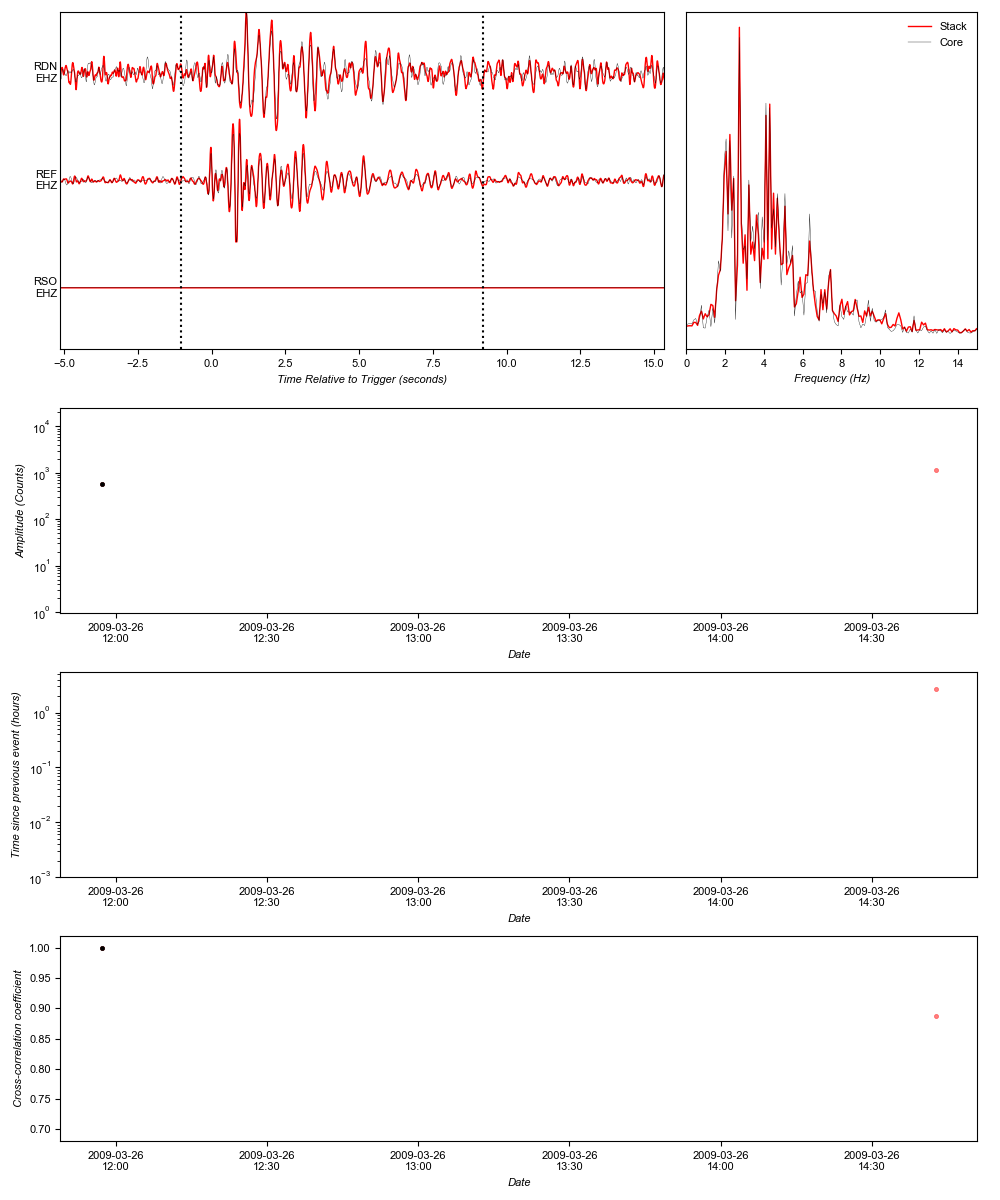 RDN
EHZ
REF
EHZ
RSO
EHZ
−5.0 −2.5 0.0 2.5 5.0 7.5 10.0 12.5 15.0
Time Relative to Trigger (seconds)
Stack
Core
0 2 4 6 8 10 12 14
Frequency (Hz)
10^4
10^3
10^2
10^1
10^0
Amplitude (Counts)
2009-03-26 2009-03-26 2009-03-26 2009-03-26 2009-03-26 2009-03-26
12:00 12:30 13:00 13:30 14:00 14:30
Date
10^0
10^−1
10^−2
10^−3
Time since previous event (hours)
2009-03-26 2009-03-26 2009-03-26 2009-03-26 2009-03-26 2009-03-26
12:00 12:30 13:00 13:30 14:00 14:30
Date
1.00
0.95
0.90
0.85
0.80
0.75
0.70
Cross-correlation coefficient
2009-03-26 2009-03-26 2009-03-26 2009-03-26 2009-03-26 2009-03-26
12:00 12:30 13:00 13:30 14:00 14:30
Date